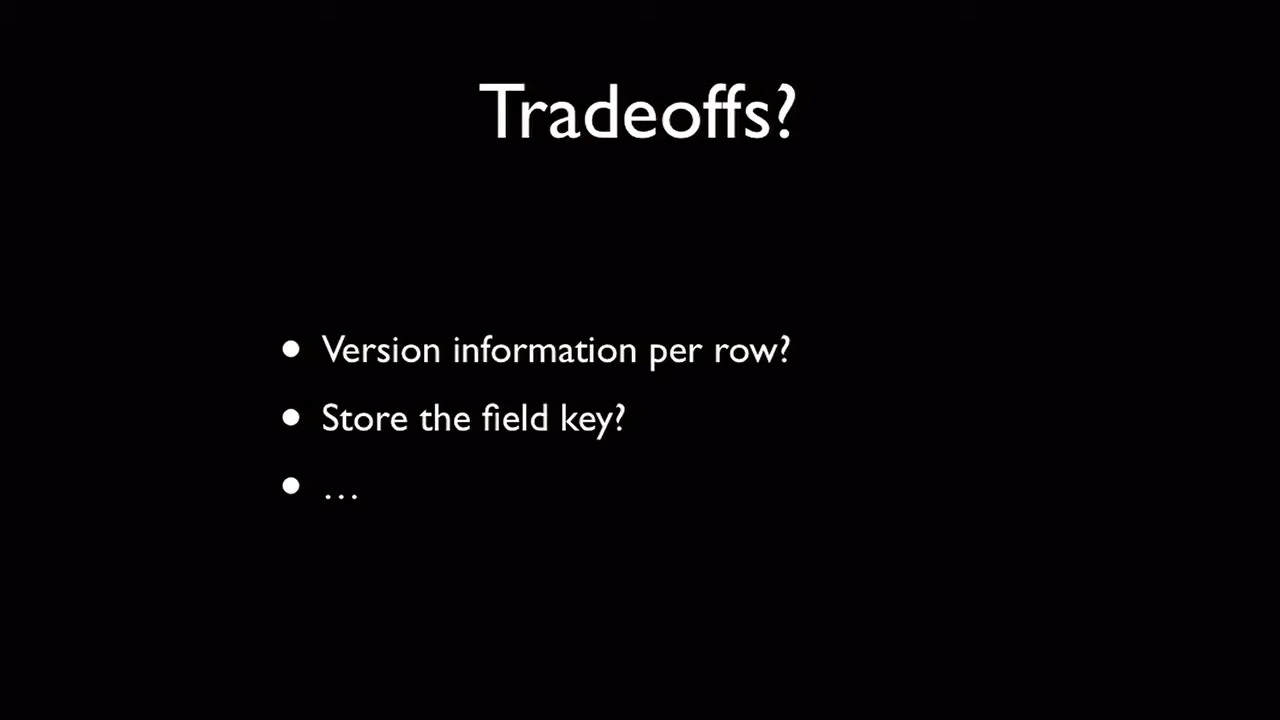 Tradeoffs?
• Version information per row?
• Store the field key?
• …